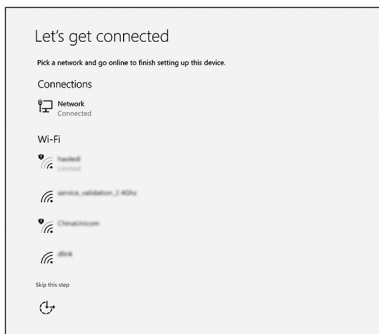 Let's get connected
Pick a network and go online to finish setting up this device.
Connections
Network
Connected
Wi-Fi
Limited
service_validation_2.4Ghz
ChinaUnicom
dlink
Skip this step